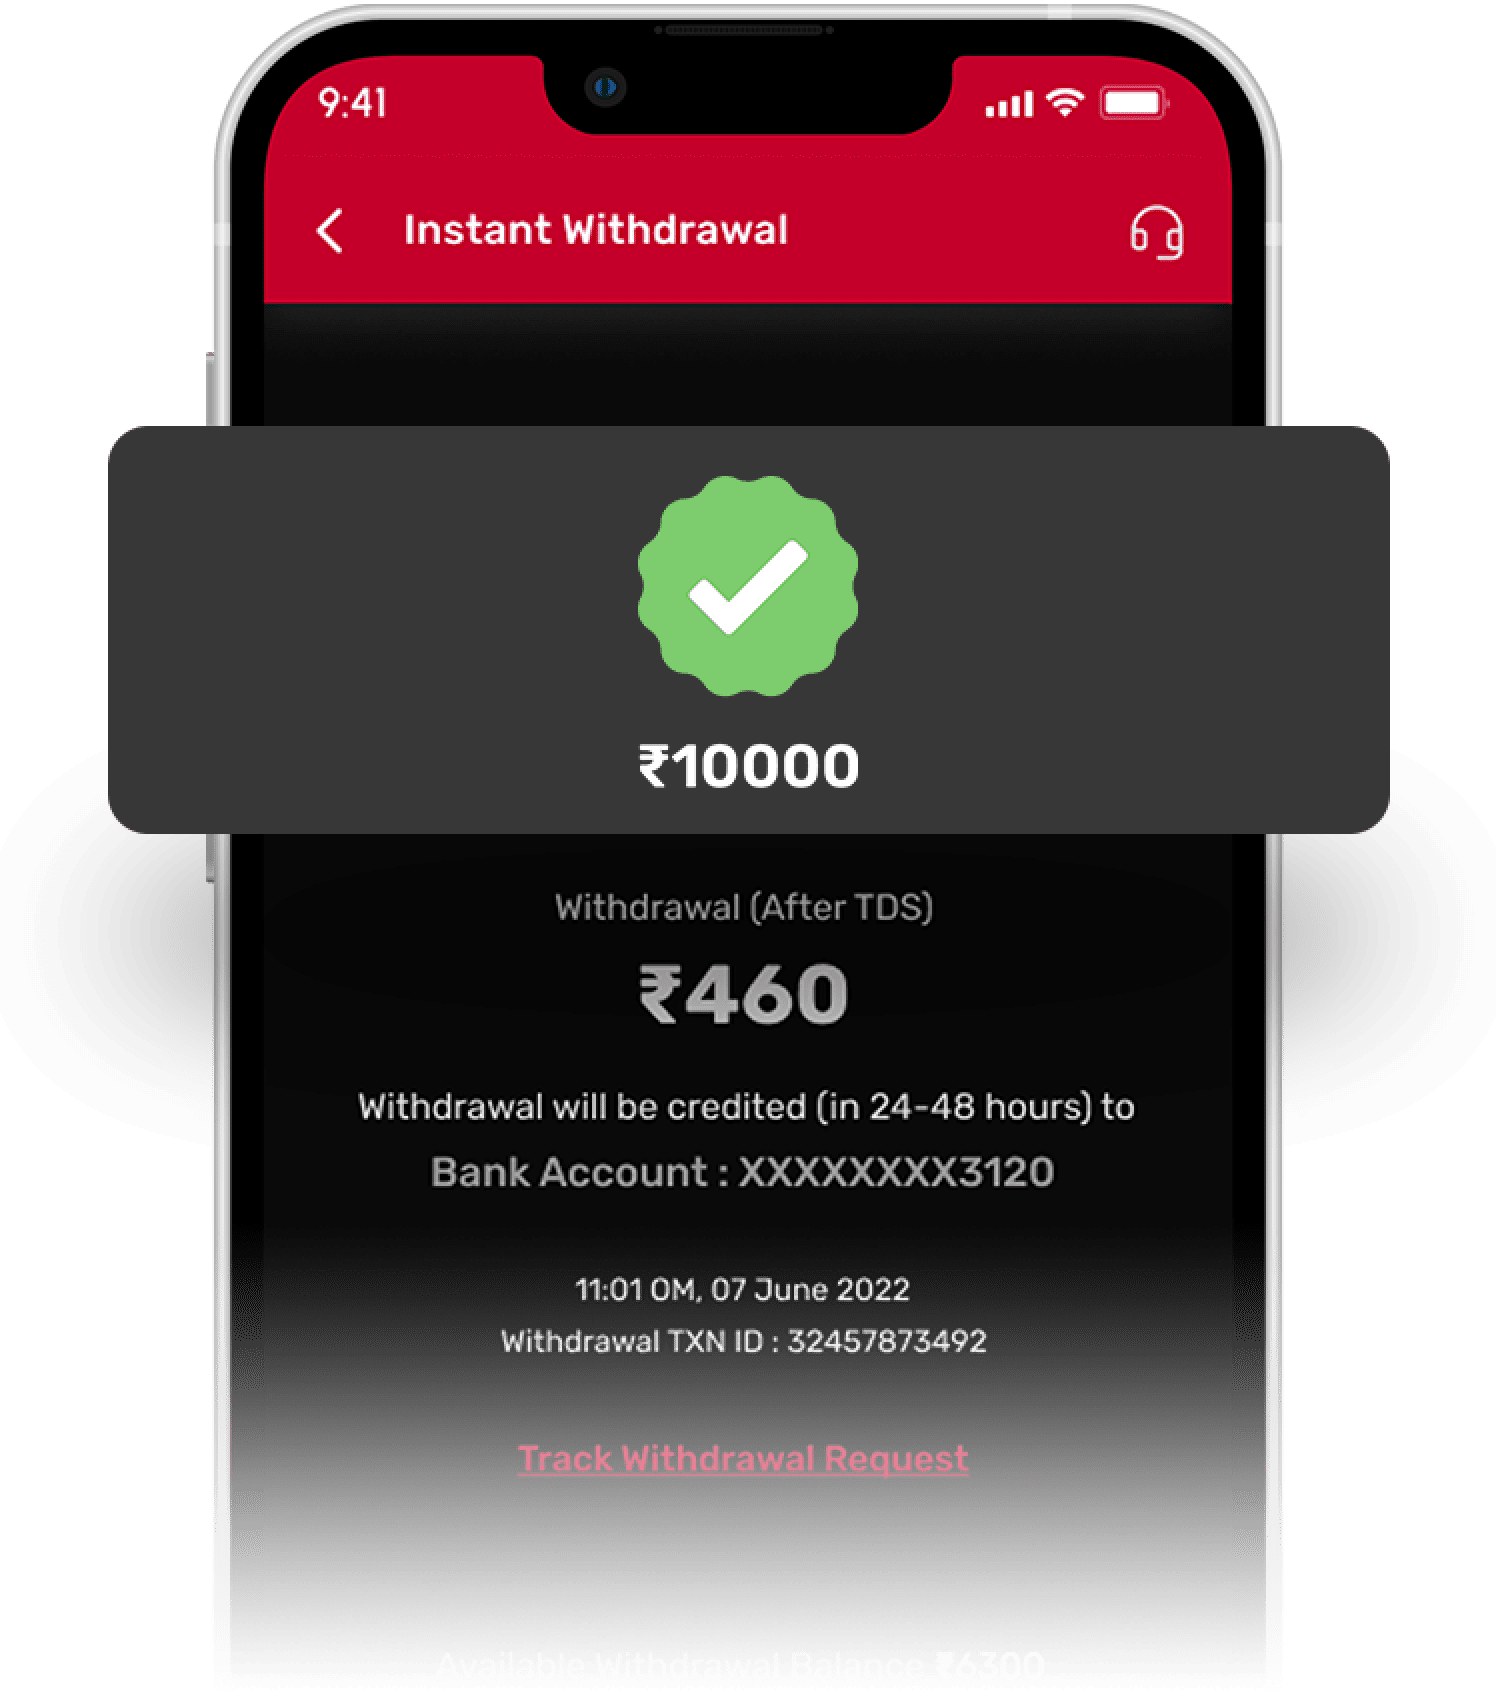 9:41
Instant Withdrawal
₹10000
Withdrawal (After TDS)
₹460
Withdrawal will be credited (in 24-48 hours) to
Bank Account : XXXXXXXX3120
11:01 0M, 07 June 2022
Withdrawal TXN ID : 32457873492
Track Withdrawal Request
Available Withdrawal Balance ₹6300